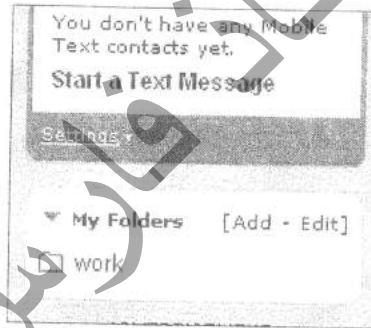 You don't have any Mobile
Text contacts yet.
Start a Text Message
Settings
My Folders [Add - Edit]
work